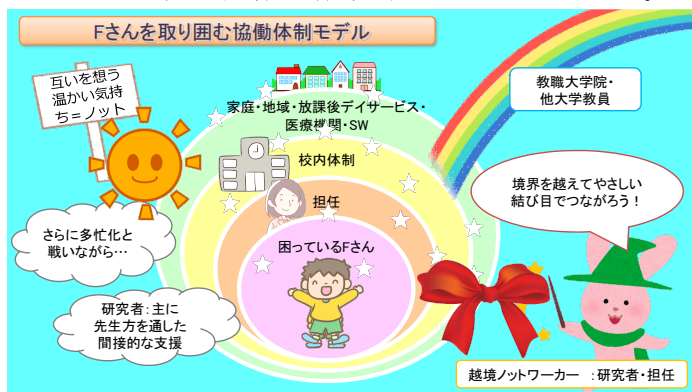 Fさんを取り囲む協働体制モデル
互いを想う
温かい気持
ち=ノット
家庭・地域・放課後デイサービス・
医療機関・SW
教職大学院・
他大学教員
校内体制
担任
境界を越えてやさしい
結び目でつながろう！
さらに多忙化と
戦いながら…
困っているFさん
研究者：主に
先生方を通した
間接的な支援
越境ノットワーカー ：研究者・担任